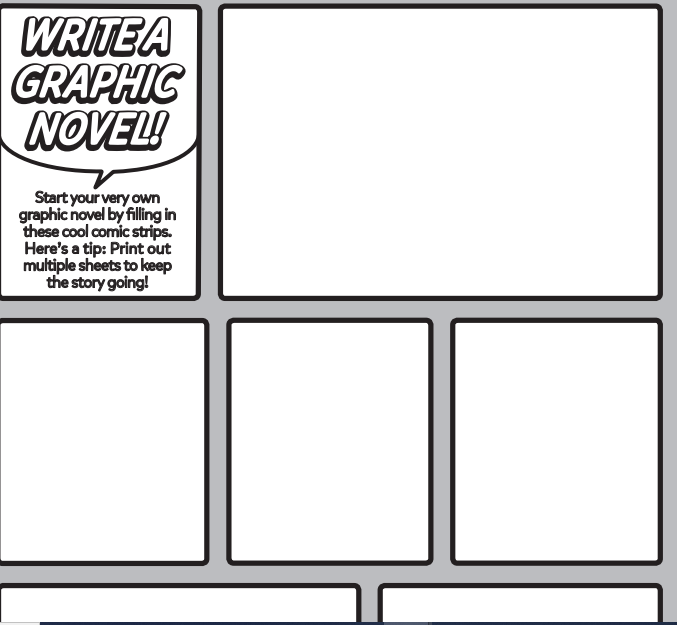 WRITE A
GRAPHIC
NOVEL!
Start your very own
graphic novel by filling in
these cool comic strips.
Here's a tip: Print out
multiple sheets to keep
the story going!